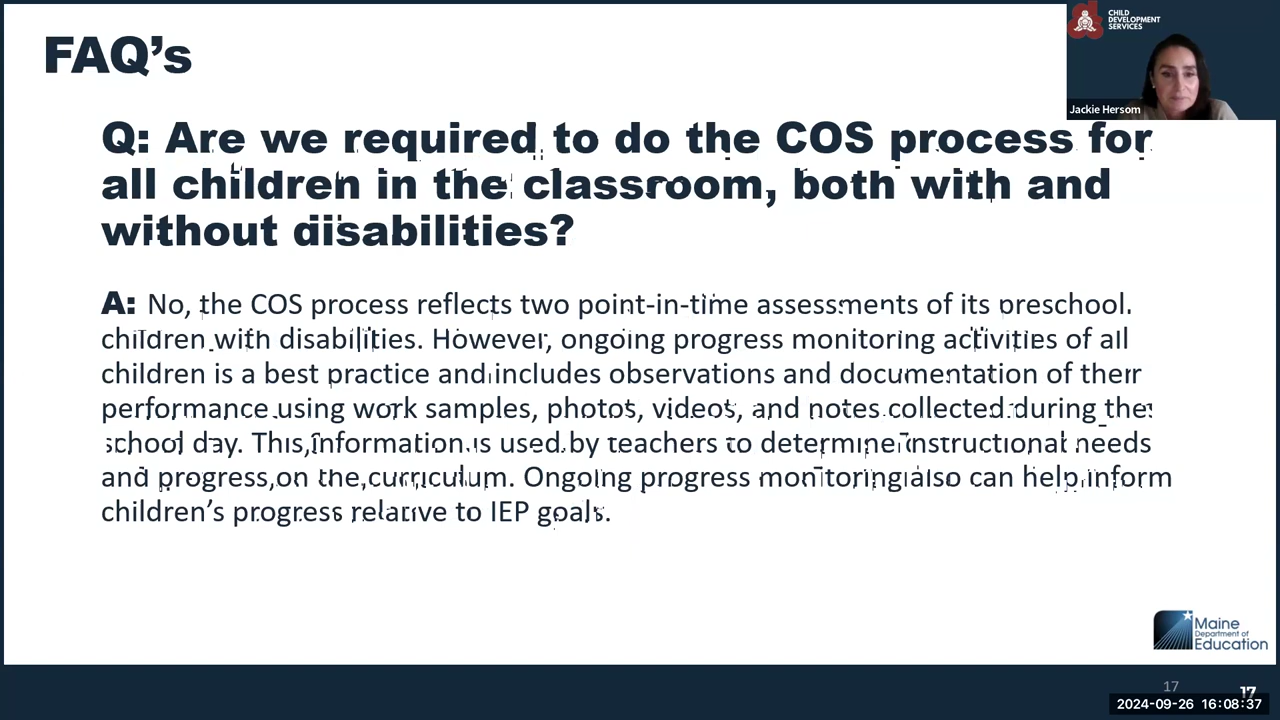 FAQ's
CHILD
DEVELOPMENT
SERVICES
Jackie Hersom
Q: Are we required to do the COS process for
all children in the classroom, both with and
without disabilities?
A: No, the COS process reflects two point-in-time assessments of its preschool
children with disabilities. However, ongoing progress monitoring activities of all
children is a best practice and includes observations and documentation of their
performance using work samples, photos, videos, and notes collected during the
school day. This information is used by teachers to determine instructional needs
and progress on the curriculum. Ongoing progress monitoring also can help inform
children's progress relative to IEP goals.
Maine
Department of
Education
17
17
2024-09-26 16:08:37